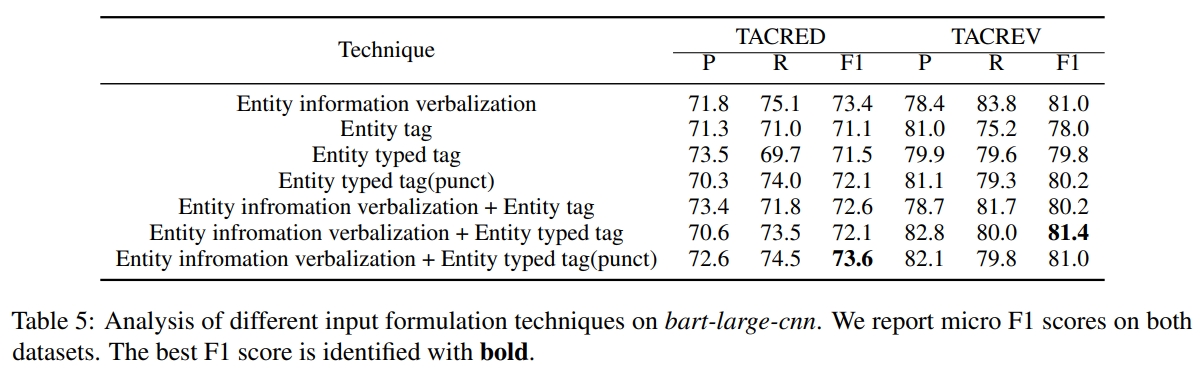 Technique TACRED TACREV
P R F1 P R F1
Entity information verbalization 71.8 75.1 73.4 78.4 83.8 81.0
Entity tag 71.3 71.0 71.1 81.0 75.2 78.0
Entity typed tag 73.5 69.7 71.5 79.9 79.6 79.8
Entity typed tag(punct) 70.3 74.0 72.1 81.1 79.3 80.2
Entity infromation verbalization + Entity tag 73.4 71.8 72.6 78.7 81.7 80.2
Entity infromation verbalization + Entity typed tag 70.6 73.5 72.1 82.8 80.0 81.4
Entity infromation verbalization + Entity typed tag(punct) 72.6 74.5 73.6 82.1 79.8 81.0
Table 5: Analysis of different input formulation techniques on bart-large-cnn. We report micro F1 scores on both
datasets. The best F1 score is identified with bold.